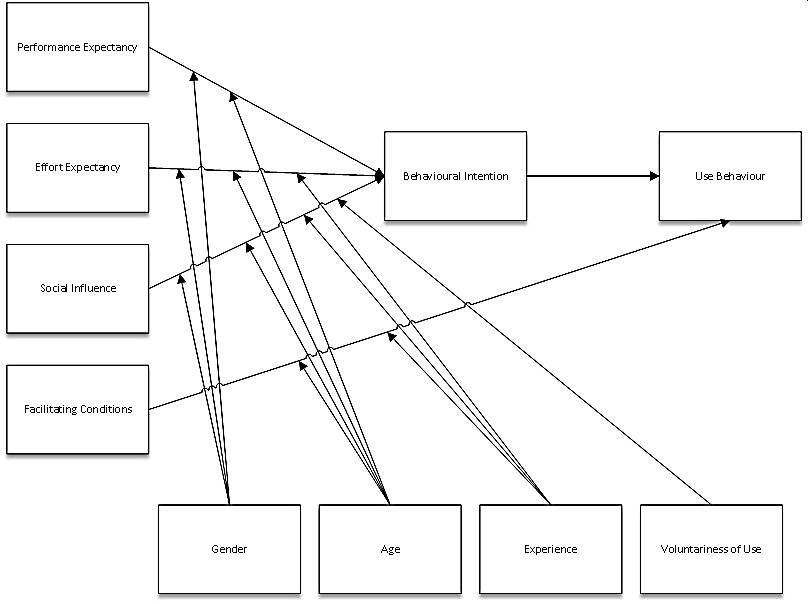 Performance Expectancy
Effort Expectancy
Behavioural Intention
Use Behaviour
Social Influence
Facilitating Conditions
Gender
Age
Experience
Voluntariness of Use